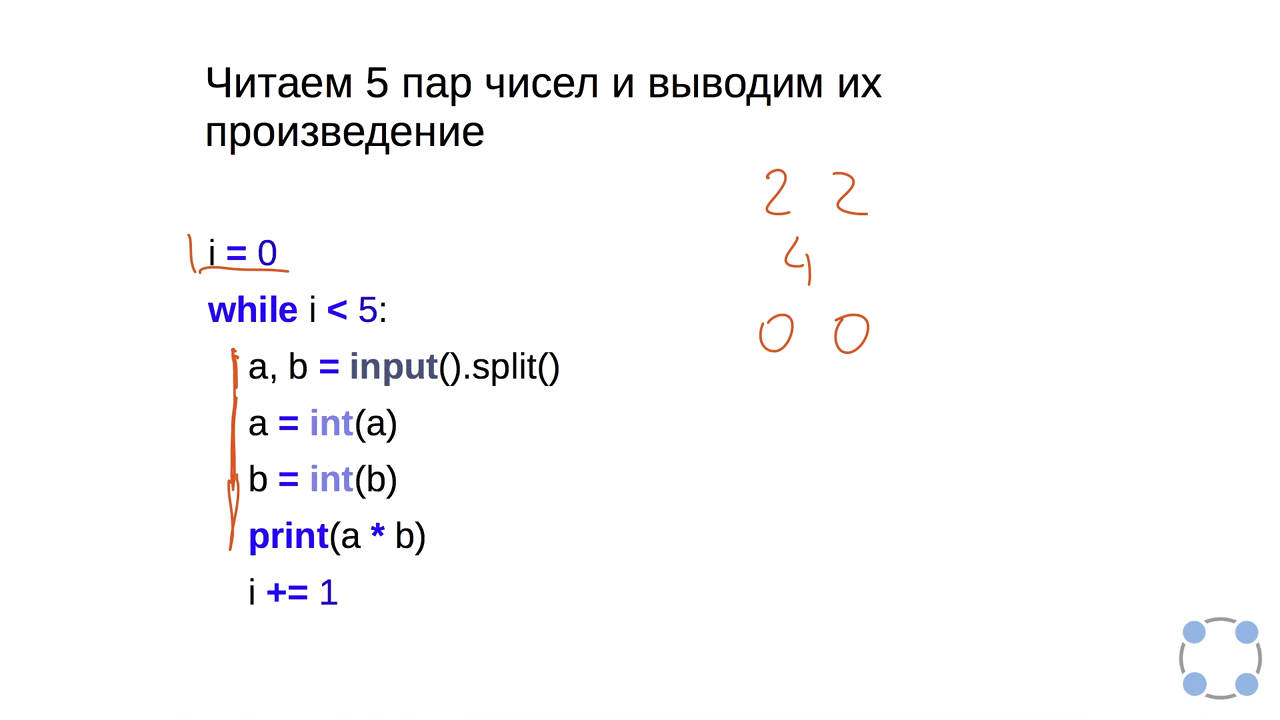 Читаем 5 пар чисел и выводим их
произведение
i = 0
while i < 5:
a, b = input().split()
a = int(a)
b = int(b)
print(a * b)
i += 1
2 2
4
0 0